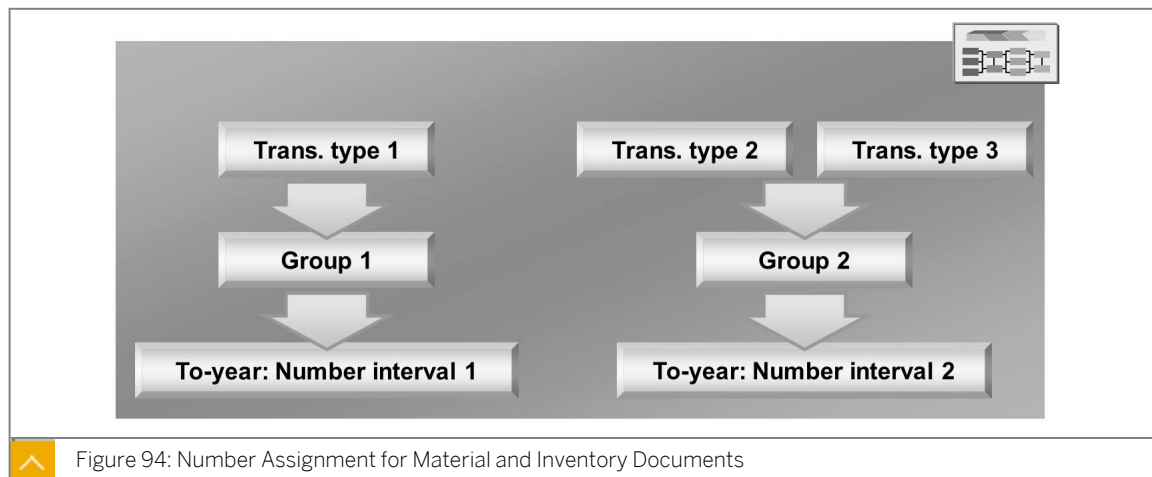 Trans. type 1
Trans. type 2
Trans. type 3
Group 1
Group 2
To-year: Number interval 1
To-year: Number interval 2
Figure 94: Number Assignment for Material and Inventory Documents